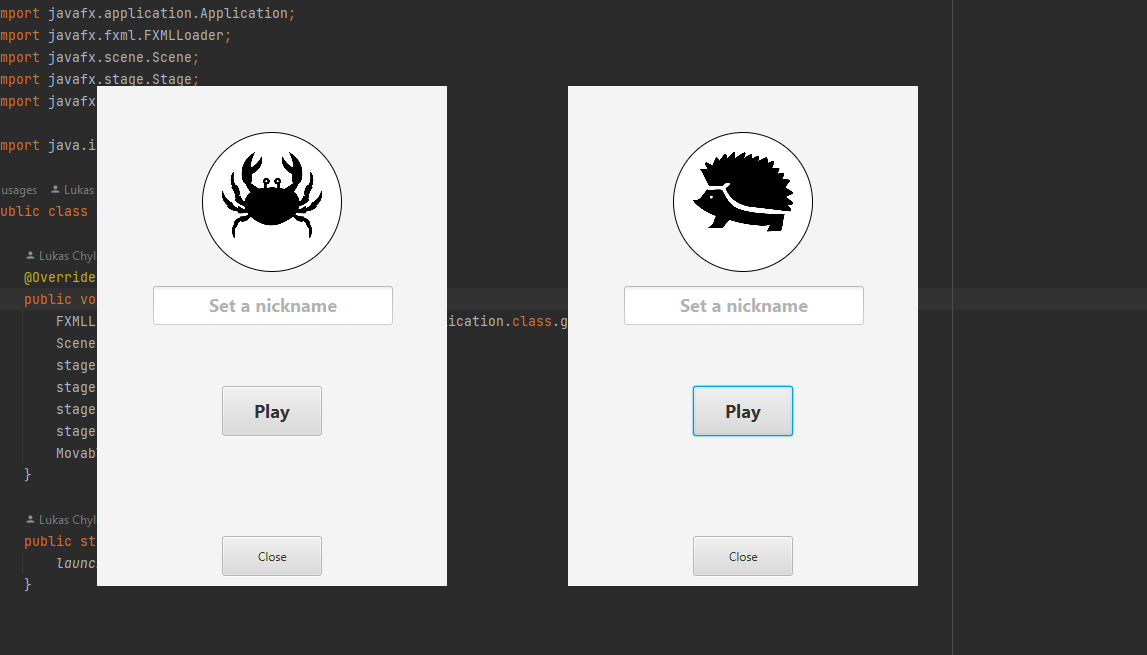 mport javafx.application.Application;
mport javafx.fxml.FXMLLoader;
mport javafx.scene.Scene;
mport javafx.stage.Stage;
mport javafx
mport java.i
usages Lukas
ublic class
Lukas Chyl
@Override
public vo
FXMLL ication.class.g
Scene
stage
stage
stage
stage
Movab
}
Lukas Chyl
public st
launc
}
Set a nickname
Play
Close
Set a nickname
Play
Close